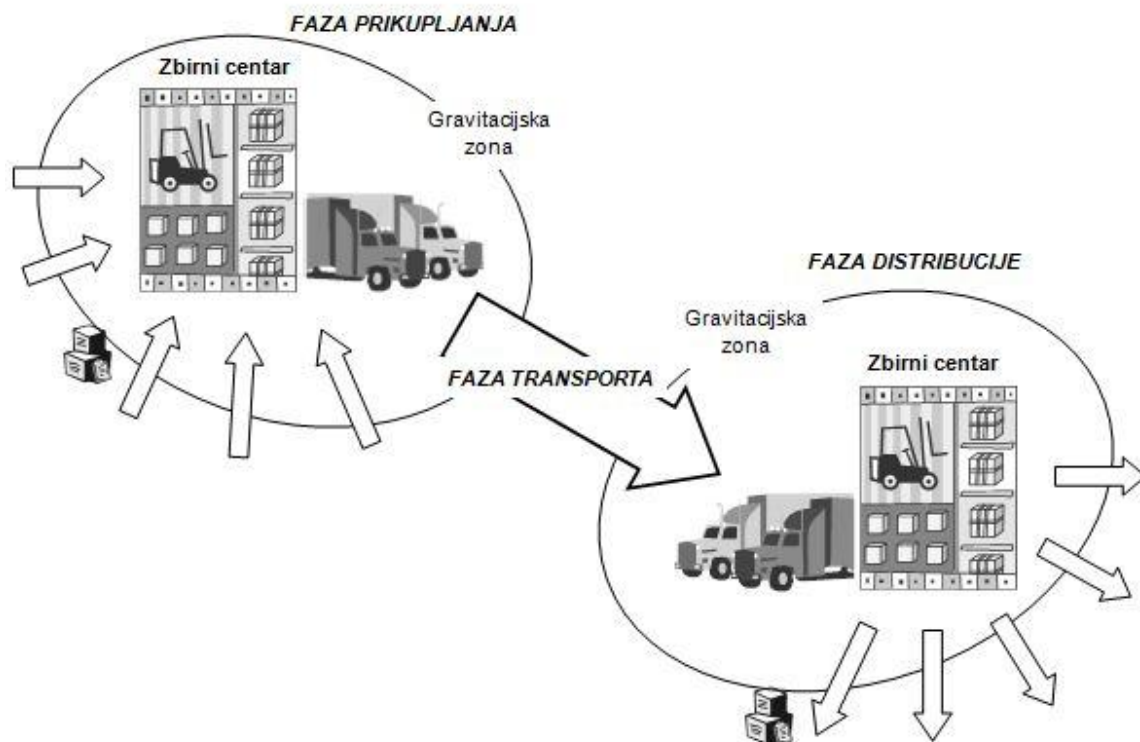 FAZA PRIKUPLJANJA
Zbirni centar
Gravitacijska
zona
FAZA TRANSPORTA
FAZA DISTRIBUCIJE
Gravitacijska
zona
Zbirni centar